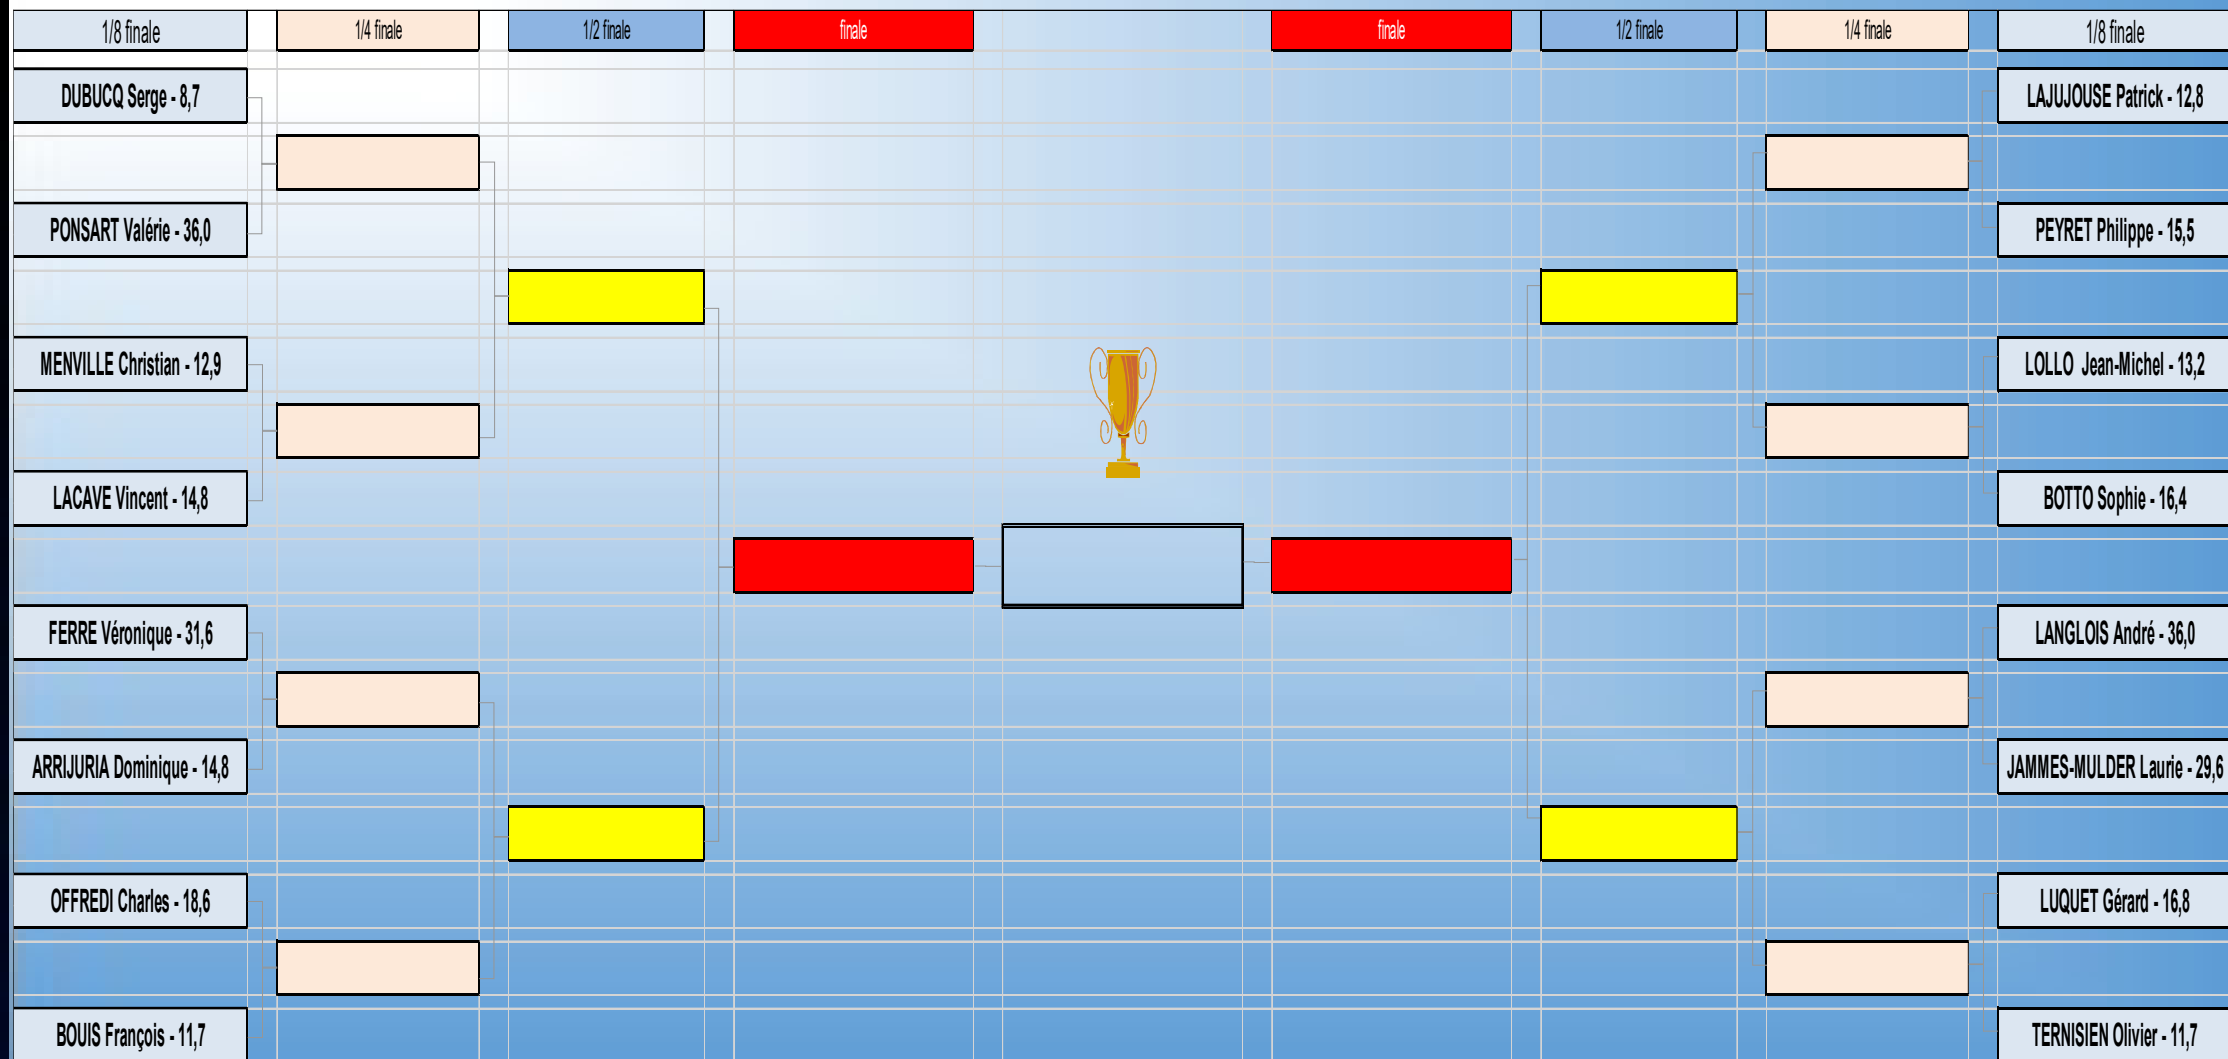 1/8 finale
1/4 finale
1/2 finale
finale
finale
1/2 finale
1/4 finale
1/8 finale
DUBUCQ Serge - 8,7
LAJUJOUSE Patrick - 12,8
PONSART Valérie - 36,0
PEYRET Philippe - 15,5
MENVILLE Christian - 12,9
LOLLO Jean-Michel - 13,2
LACAVE Vincent - 14,8
BOTTO Sophie - 16,4
FERRE Véronique - 31,6
LANGLOIS André - 36,0
ARRIJURIA Dominique - 14,8
JAMMES-MULDER Laurie - 29,6
OFFREDI Charles - 18,6
LUQUET Gérard - 16,8
BOUIS François - 11,7
TERNISIEN Olivier - 11,7